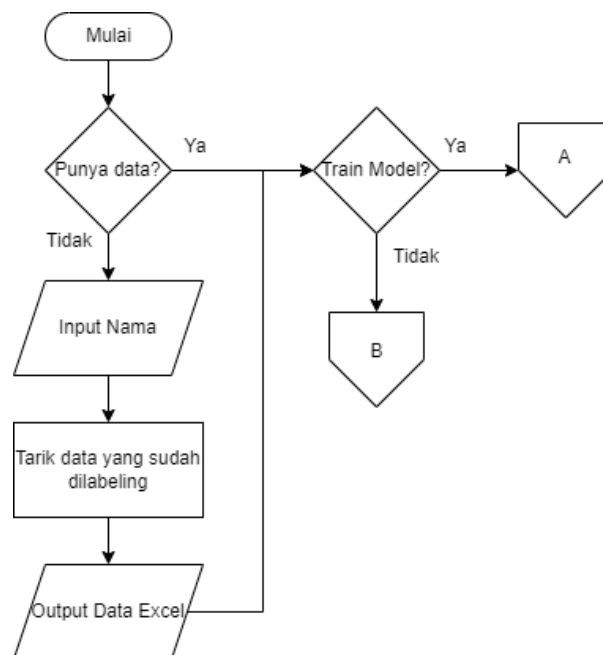 Mulai
Punya data?
Ya
Train Model?
Ya
A
Tidak
Tidak
B
Input Nama
Tarik data yang sudah
dilabeling
Output Data Excel